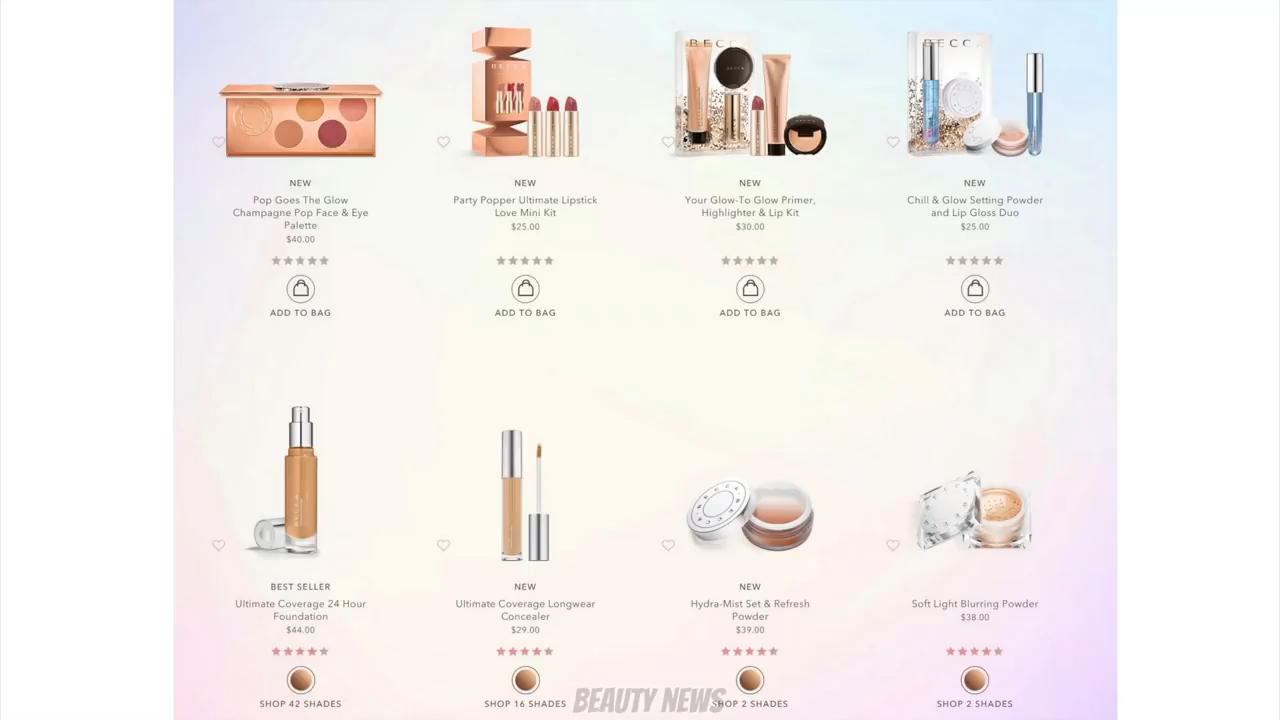 BECCA
BECCA
BECCA
NEW
Pop Goes The Glow
Champagne Pop Face & Eye
Palette
$40.00
ADD TO BAG
NEW
Party Popper Ultimate Lipstick
Love Mini Kit
$25.00
ADD TO BAG
NEW
Your Glow-To Glow Primer,
Highlighter & Lip Kit
$30.00
ADD TO BAG
NEW
Chill & Glow Setting Powder
and Lip Gloss Duo
$25.00
ADD TO BAG
BECCA
BECCA
BEST SELLER
Ultimate Coverage 24 Hour
Foundation
$44.00
SHOP 42 SHADES
NEW
Ultimate Coverage Longwear
Concealer
$29.00
SHOP 16 SHADES
NEW
Hydra-Mist Set & Refresh
Powder
$39.00
SHOP 2 SHADES
Soft Light Blurring Powder
$38.00
SHOP 2 SHADES
BEAUTY NEWS